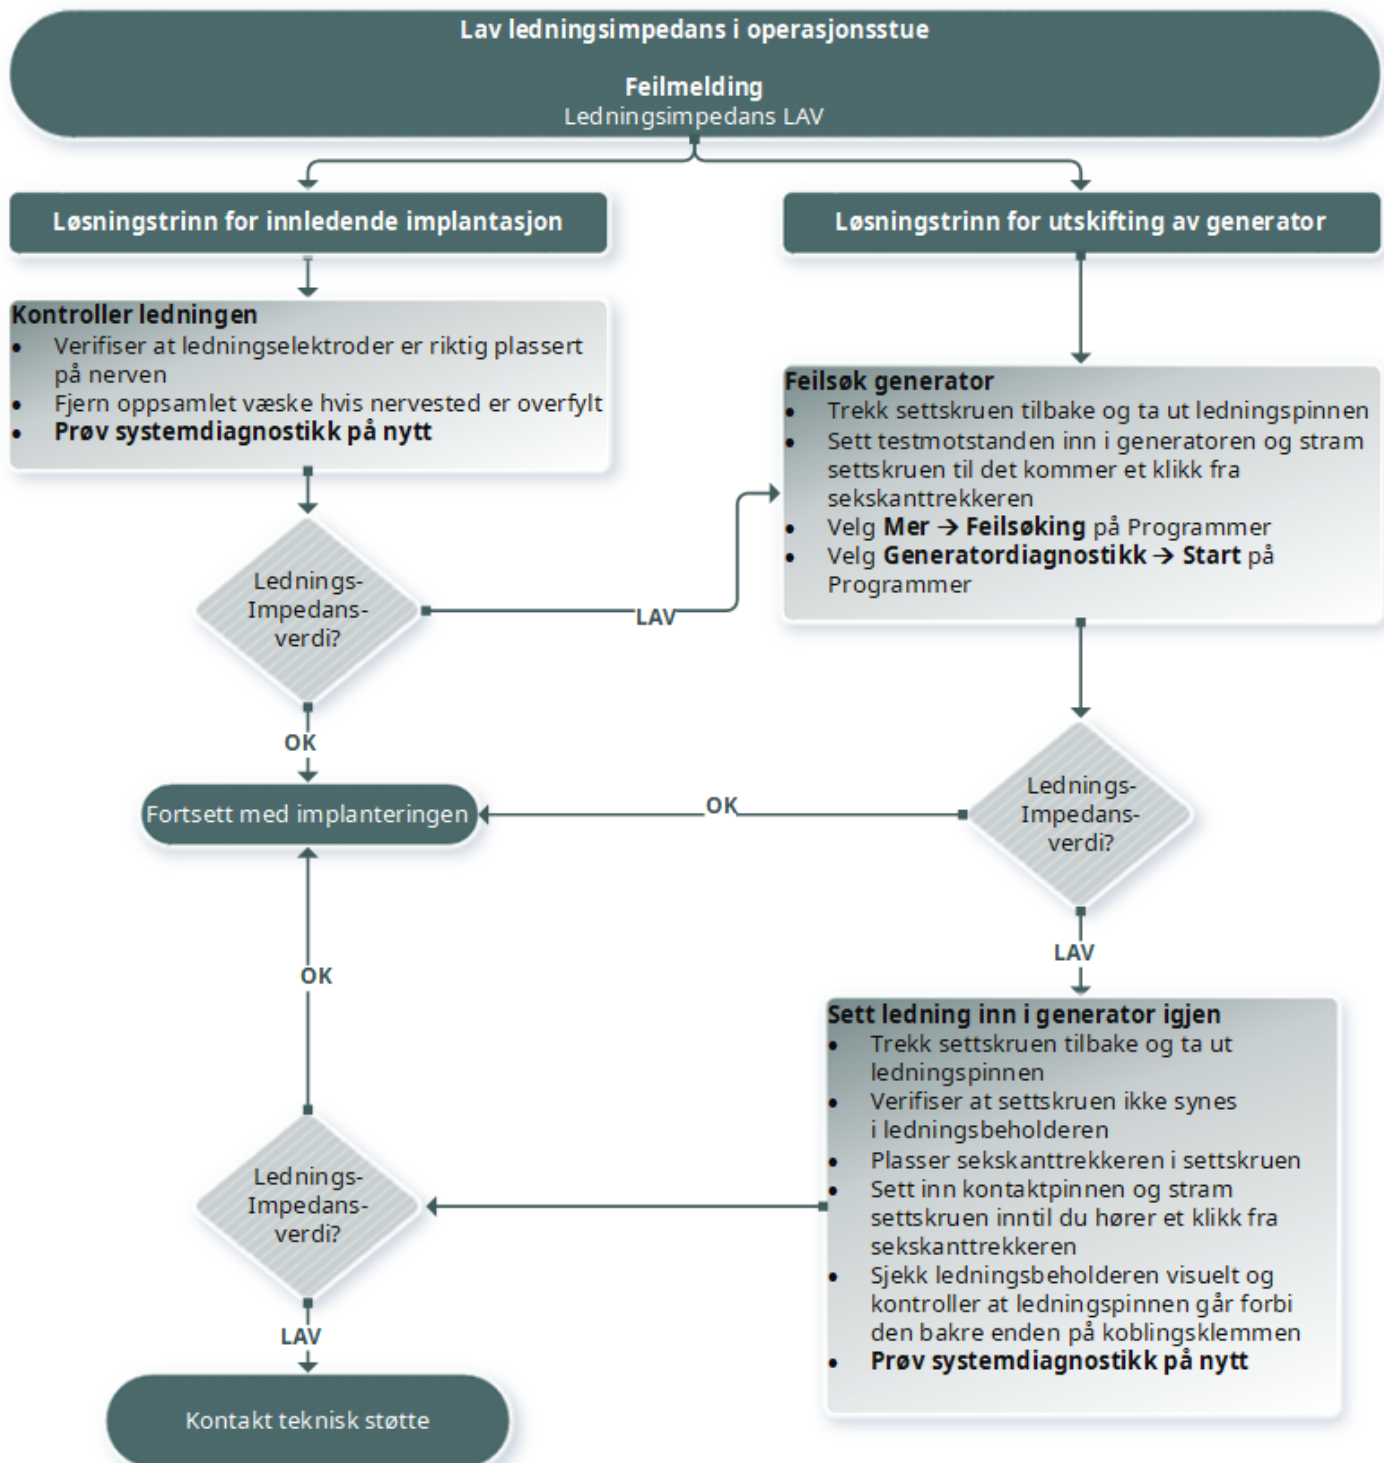 Lav ledningsimpedans i operasjonsstue
Feilmelding
Ledningsimpedans LAV
Løsningstrinn for innledende implantasjon
Kontroller ledningen
• Verifiser at ledningselektroder er riktig plassert
på nerven
• Fjern oppsamlet væske hvis nervested er overfylt
• Prøv systemdiagnostikk på nytt
Lednings-
Impedans-
verdi?
LAV
OK
Løsningstrinn for utskifting av generator
Feilsøk generator
• Trekk settskruen tilbake og ta ut ledningspinnen
• Sett testmotstanden inn i generatoren og stram
settskruen til det kommer et klikk fra
sekskanttrekkeren
• Velg Mer → Feilsøking på Programmer
• Velg Generatordiagnostikk → Start på
Programmer
Lednings-
Impedans-
verdi?
OK
Fortsett med implanteringen
LAV
Sett ledning inn i generator igjen
• Trekk settskruen tilbake og ta ut
ledningspinnen
• Verifiser at settskruen ikke synes
i ledningsbeholderen
• Plasser sekskanttrekkeren i settskruen
• Sett inn kontaktpinnen og stram
settskruen inntil du hører et klikk fra
sekskanttrekkeren
• Sjekk ledningsbeholderen visuelt og
kontroller at ledningspinnen går forbi
den bakre enden på koblingsklemmen
• Prøv systemdiagnostikk på nytt
Lednings-
Impedans-
verdi?
OK
LAV
Kontakt teknisk støtte